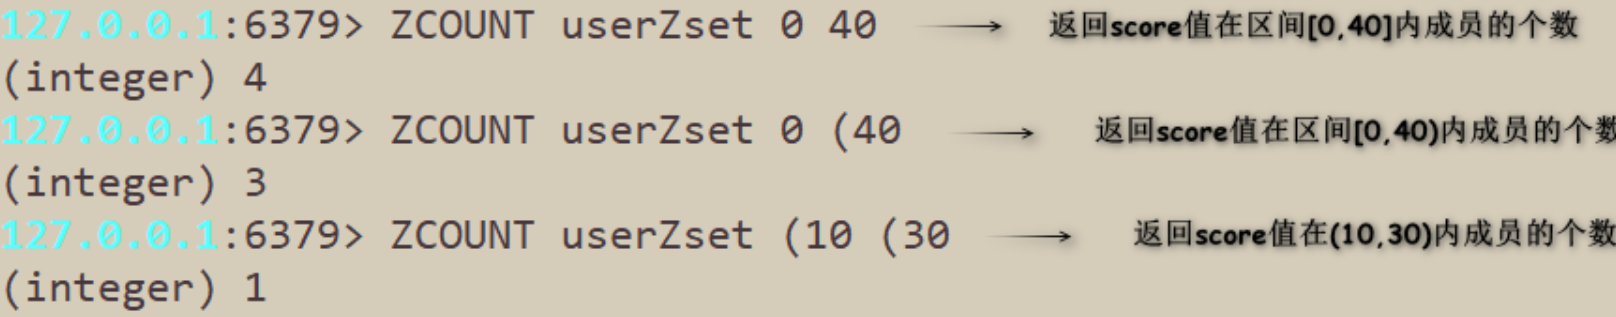 127.0.0.1:6379> ZCOUNT userZset 0 40 返回score值在区间[0,40]内成员的个数
(integer) 4
127.0.0.1:6379> ZCOUNT userZset 0 (40 返回score值在区间[0,40)内成员的个数
(integer) 3
127.0.0.1:6379> ZCOUNT userZset (10 (30 返回score值在(10,30)内成员的个数
(integer) 1